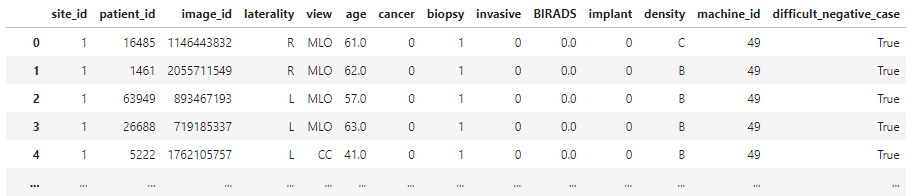 site_id patient_id image_id laterality view age cancer biopsy invasive BIRADS implant density machine_id difficult_negative_case
0 1 16485 1146443832 R MLO 61.0 0 1 0 0.0 0 C 49 True
1 1 1461 2055711549 R MLO 62.0 0 1 0 0.0 0 B 49 True
2 1 63949 893467193 L MLO 57.0 0 1 0 0.0 0 B 49 True
3 1 26688 719185337 L MLO 63.0 0 1 0 0.0 0 B 49 True
4 1 5222 1762105757 L CC 41.0 0 1 0 0.0 0 B 49 True
... ... ... ... ... ... ... ... ... ... ... ... ... ... ...